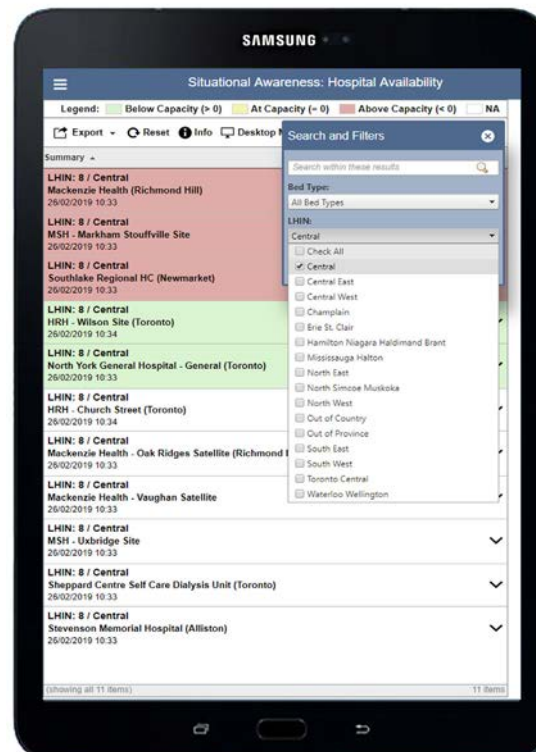 SAMSUNG
Situational Awareness: Hospital Availability
Legend: Below Capacity (> 0) At Capacity (= 0) Above Capacity (< 0) NA
Export Reset Info Desktop
Search and Filters
Summary
Search within these results
Bed Type:
All Bed Types
LHIN:
Central
Check All
Central
Central East
Central West
Champlain
Erie St. Clair
Hamilton Niagara Haldimand Brant
Mississauga Halton
North East
North Simcoe Muskoka
North West
Out of Country
Out of Province
South East
South West
Toronto Central
Waterloo Wellington
LHIN: 8 / Central
Mackenzie Health (Richmond Hill)
26/02/2019 10:33
LHIN: 8 / Central
MSH - Markham Stouffville Site
26/02/2019 10:33
LHIN: 8 / Central
Southlake Regional HC (Newmarket)
26/02/2019 10:33
LHIN: 8 / Central
HRH - Wilson Site (Toronto)
26/02/2019 10:34
LHIN: 8 / Central
North York General Hospital - General (Toronto)
26/02/2019 10:33
LHIN: 8 / Central
HRH - Church Street (Toronto)
26/02/2019 10:34
LHIN: 8 / Central
Mackenzie Health - Oak Ridges Satellite (Richmond
26/02/2019 10:33
LHIN: 8 / Central
Mackenzie Health - Vaughan Satellite
26/02/2019 10:33
LHIN: 8 / Central
MSH - Uxbridge Site
26/02/2019 10:33
LHIN: 8 / Central
Sheppard Centre Self Care Dialysis Unit (Toronto)
26/02/2019 10:33
LHIN: 8 / Central
Stevenson Memorial Hospital (Alliston)
26/02/2019 10:33
(showing all 11 items) 11 items